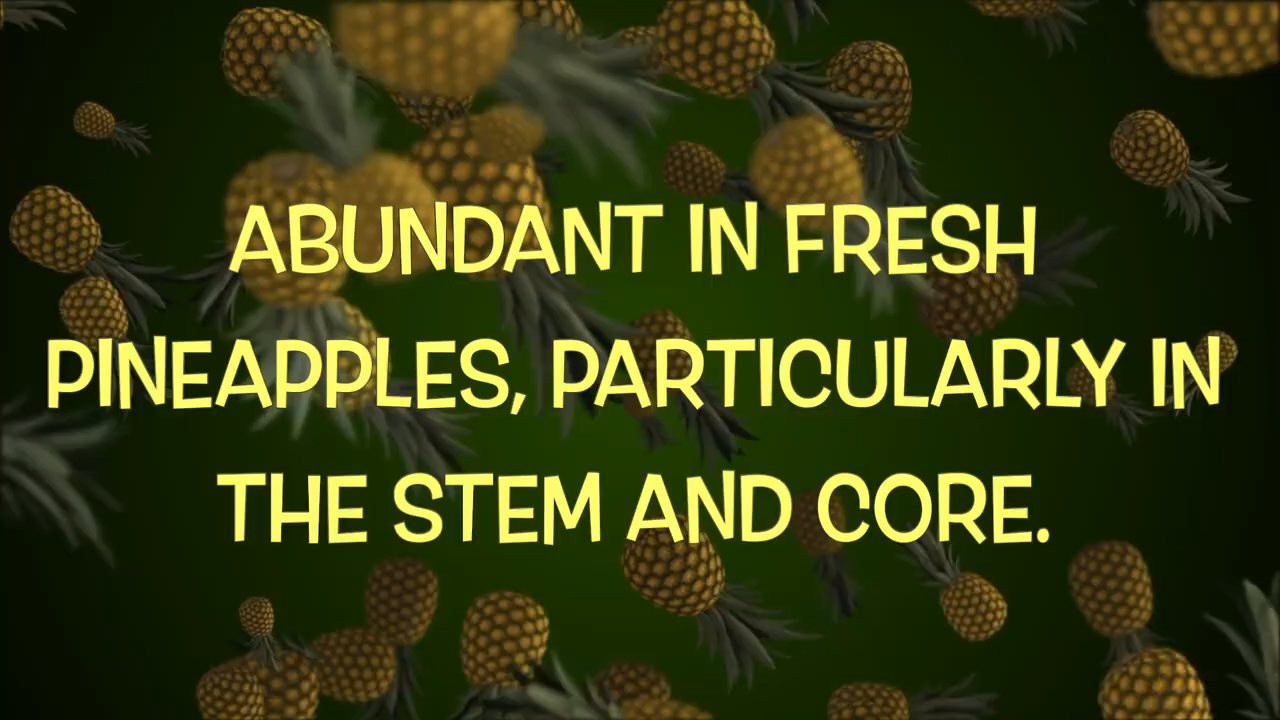 ABUNDANT IN FRESH
PINEAPPLES, PARTICULARLY IN
THE STEM AND CORE.